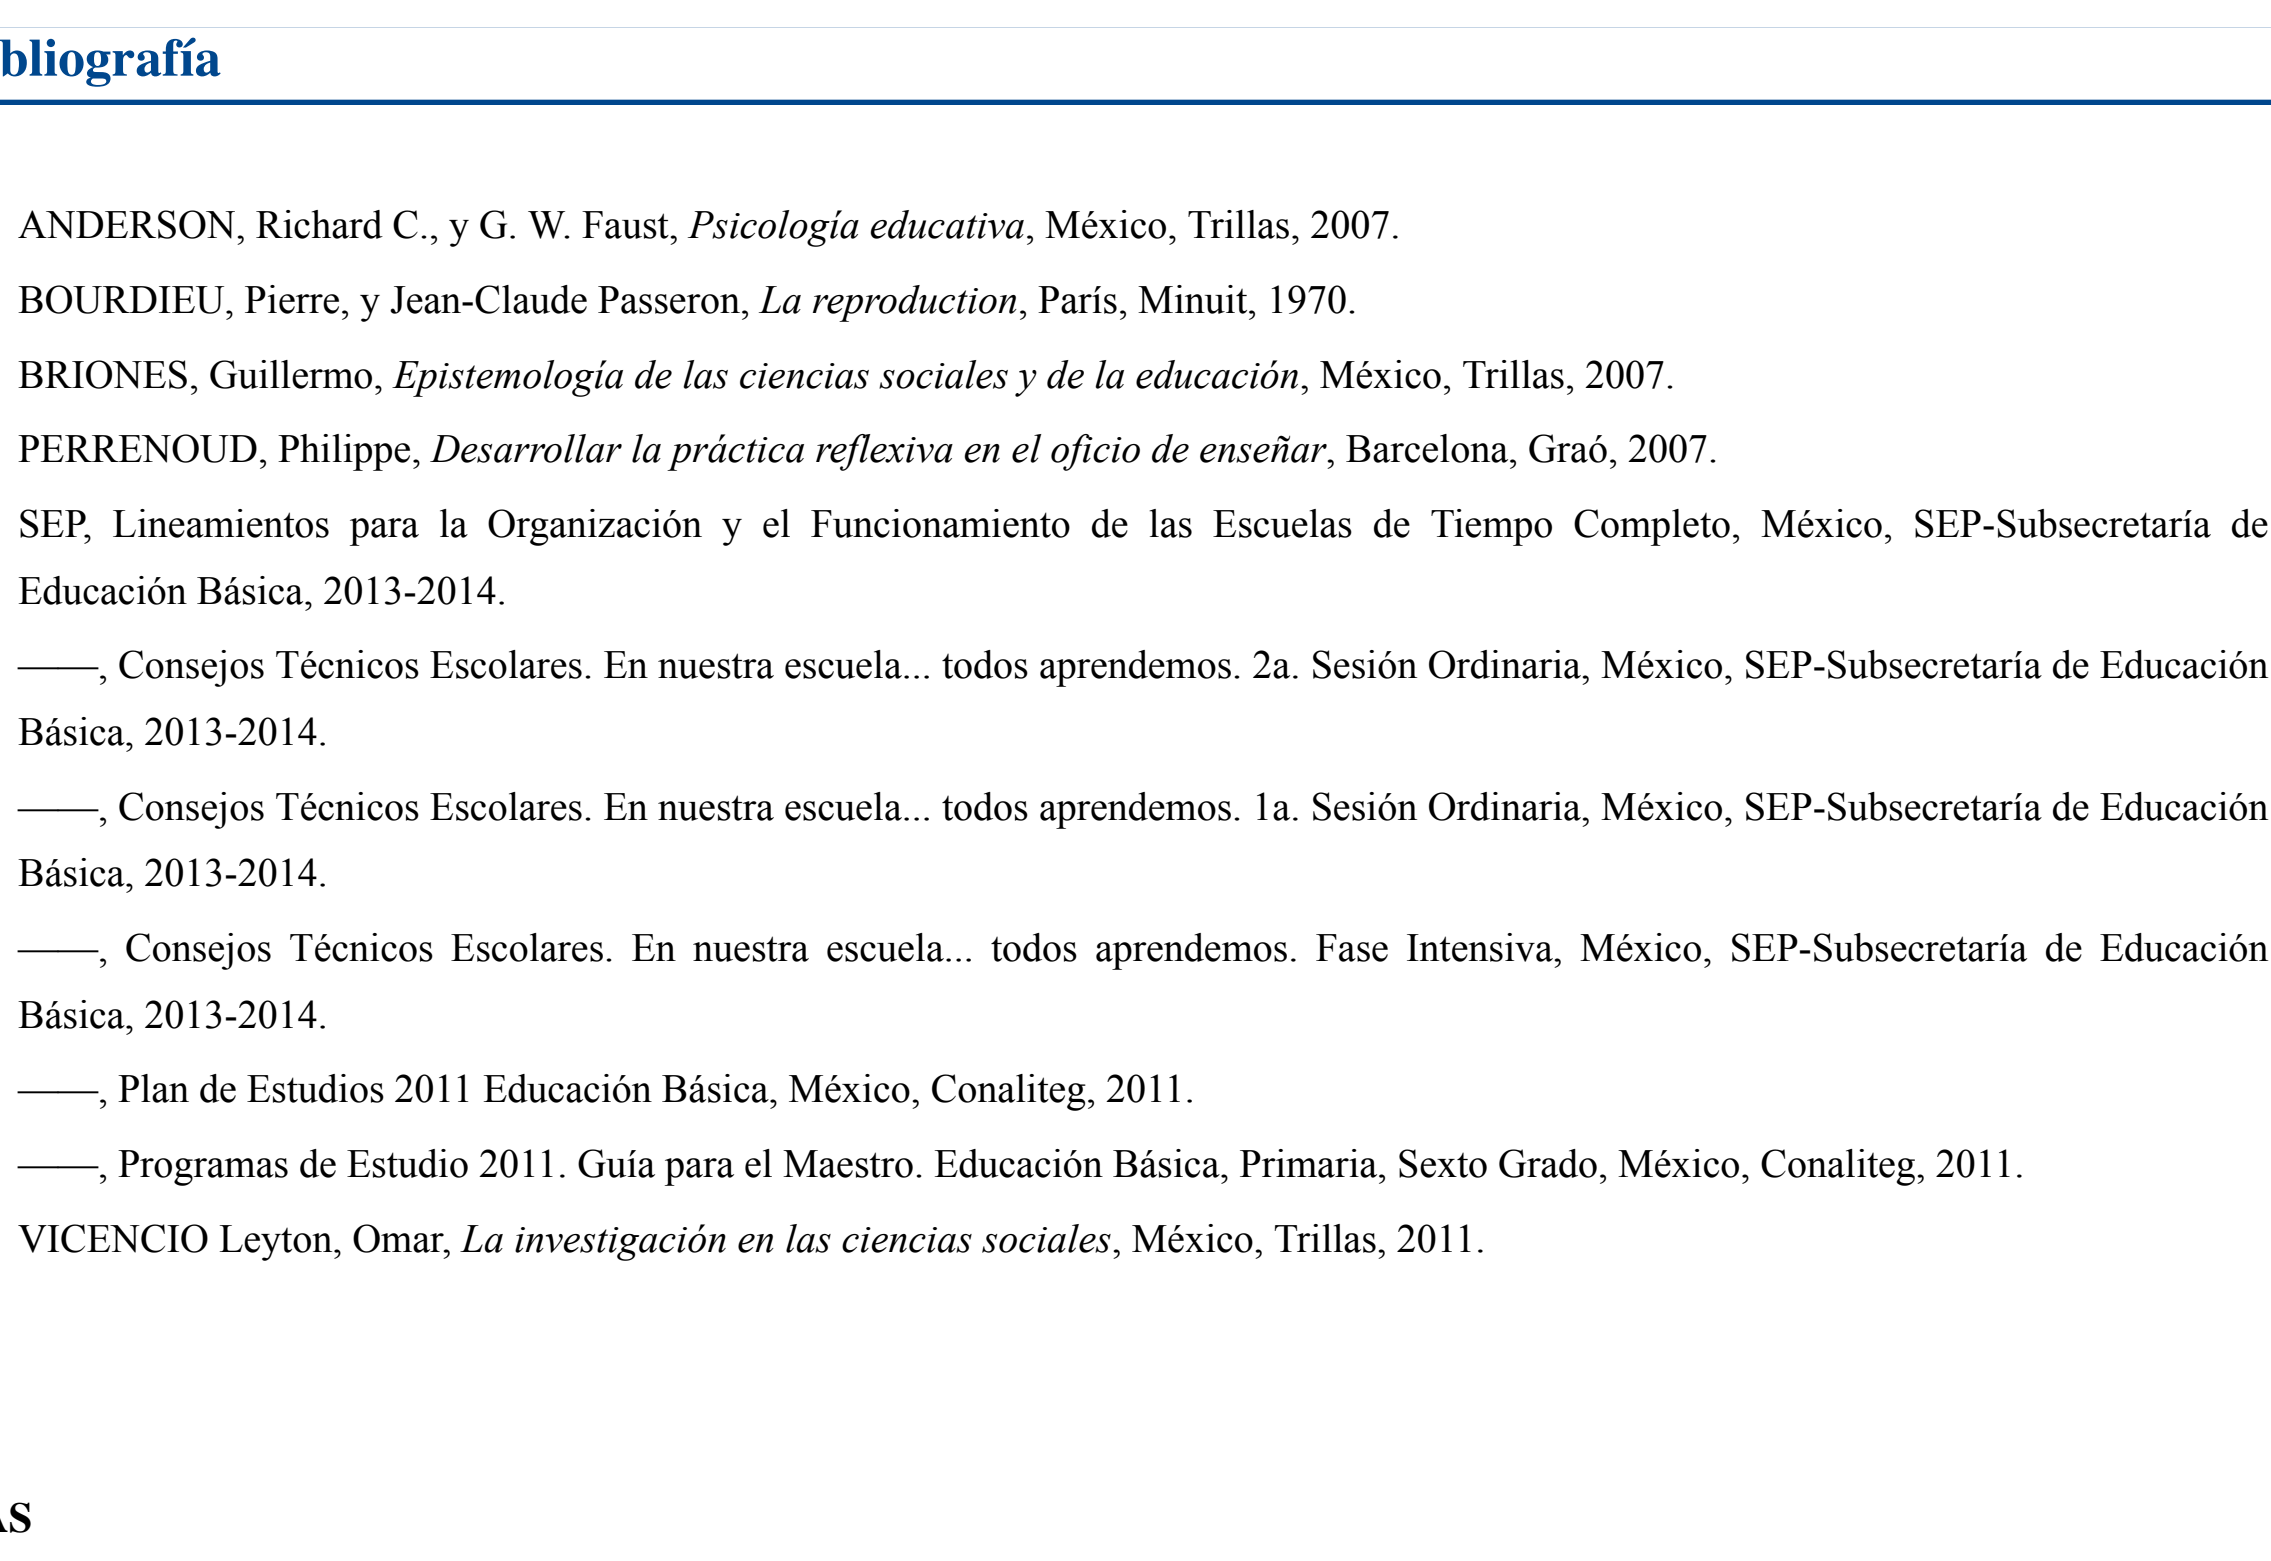 bliografía
ANDERSON, Richard C., y G. W. Faust, Psicología educativa, México, Trillas, 2007.
BOURDIEU, Pierre, y Jean-Claude Passeron, La reproduction, París, Minuit, 1970.
BRIONES, Guillermo, Epistemología de las ciencias sociales y de la educación, México, Trillas, 2007.
PERRENOUD, Philippe, Desarrollar la práctica reflexiva en el oficio de enseñar, Barcelona, Graó, 2007.
SEP, Lineamientos para la Organización y el Funcionamiento de las Escuelas de Tiempo Completo, México, SEP-Subsecretaría de
Educación Básica, 2013-2014.
——, Consejos Técnicos Escolares. En nuestra escuela... todos aprendemos. 2a. Sesión Ordinaria, México, SEP-Subsecretaría de Educación
Básica, 2013-2014.
——, Consejos Técnicos Escolares. En nuestra escuela... todos aprendemos. 1a. Sesión Ordinaria, México, SEP-Subsecretaría de Educación
Básica, 2013-2014.
——, Consejos Técnicos Escolares. En nuestra escuela... todos aprendemos. Fase Intensiva, México, SEP-Subsecretaría de Educación
Básica, 2013-2014.
——, Plan de Estudios 2011 Educación Básica, México, Conaliteg, 2011.
——, Programas de Estudio 2011. Guía para el Maestro. Educación Básica, Primaria, Sexto Grado, México, Conaliteg, 2011.
VICENCIO Leyton, Omar, La investigación en las ciencias sociales, México, Trillas, 2011.
AS